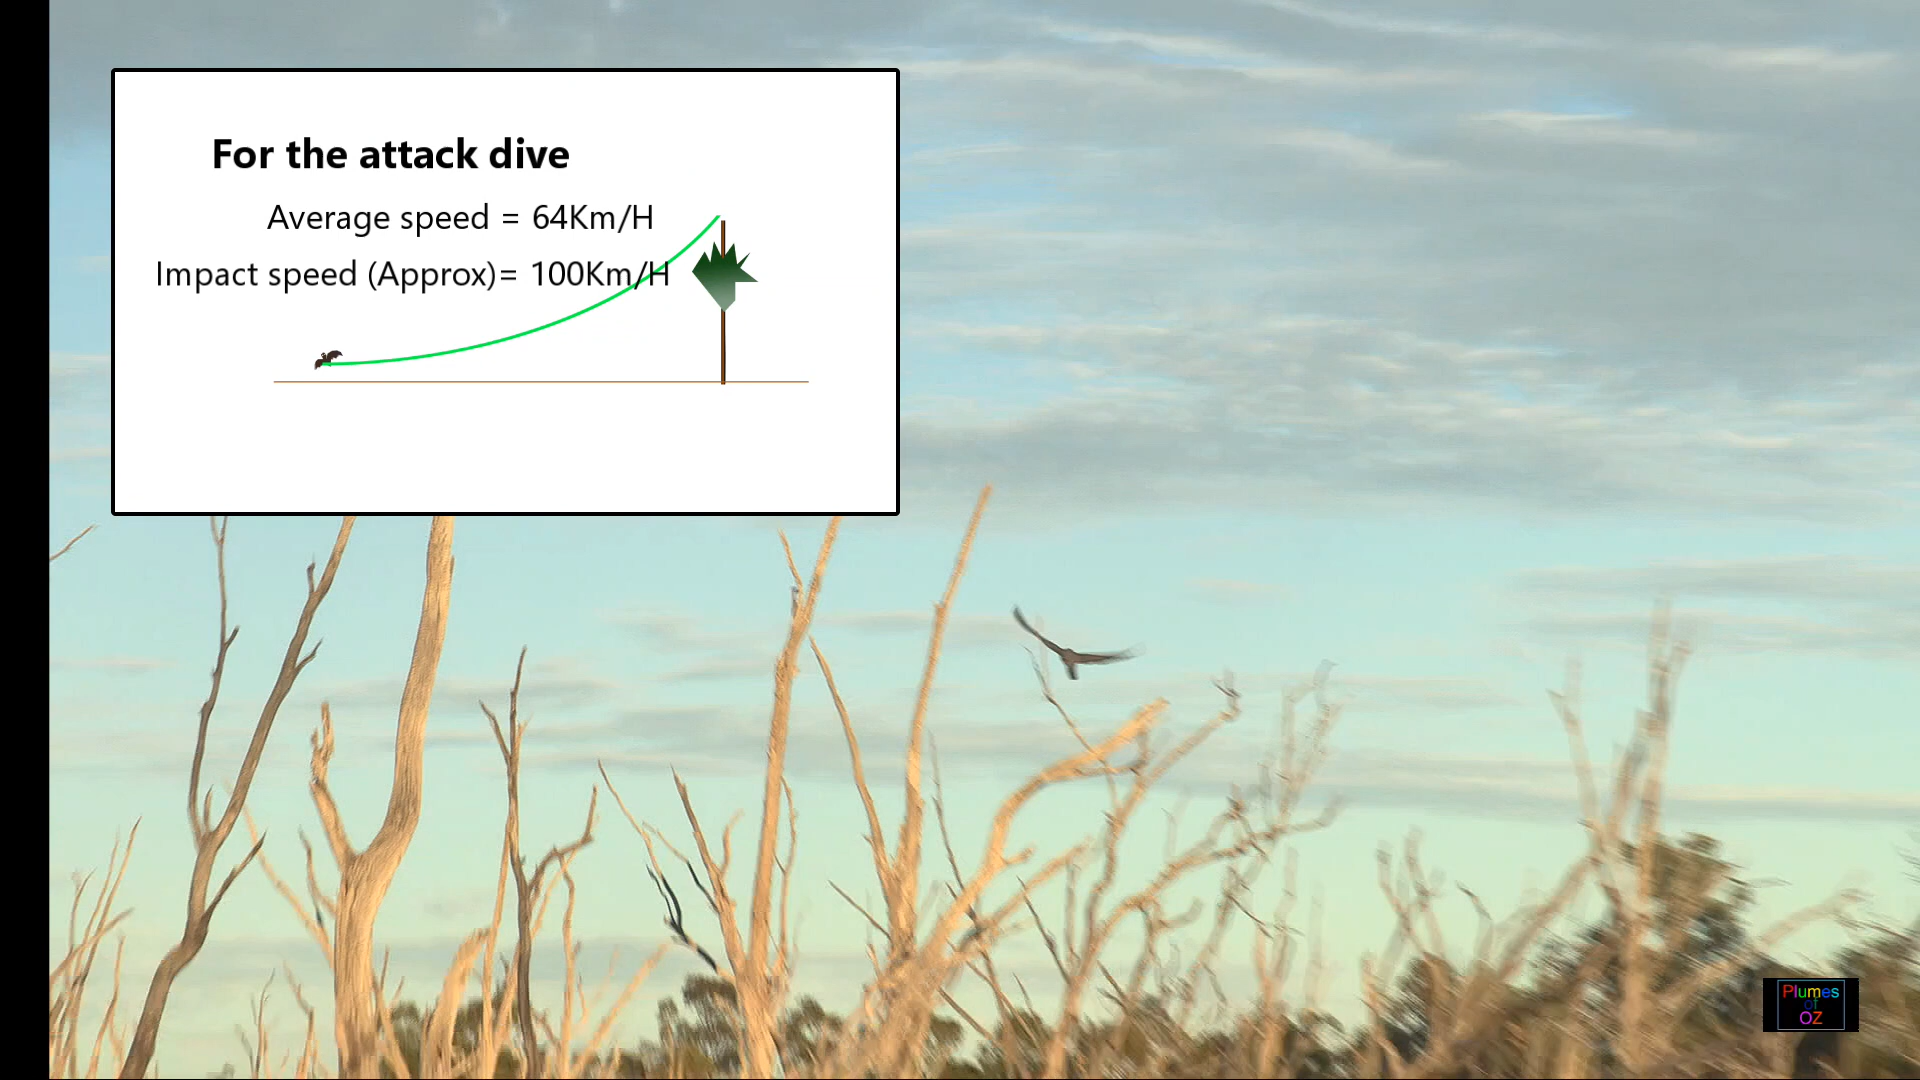 For the attack dive
Average speed = 64Km/H
Impact speed (Approx)= 100Km/H
Plumes
of
OZ